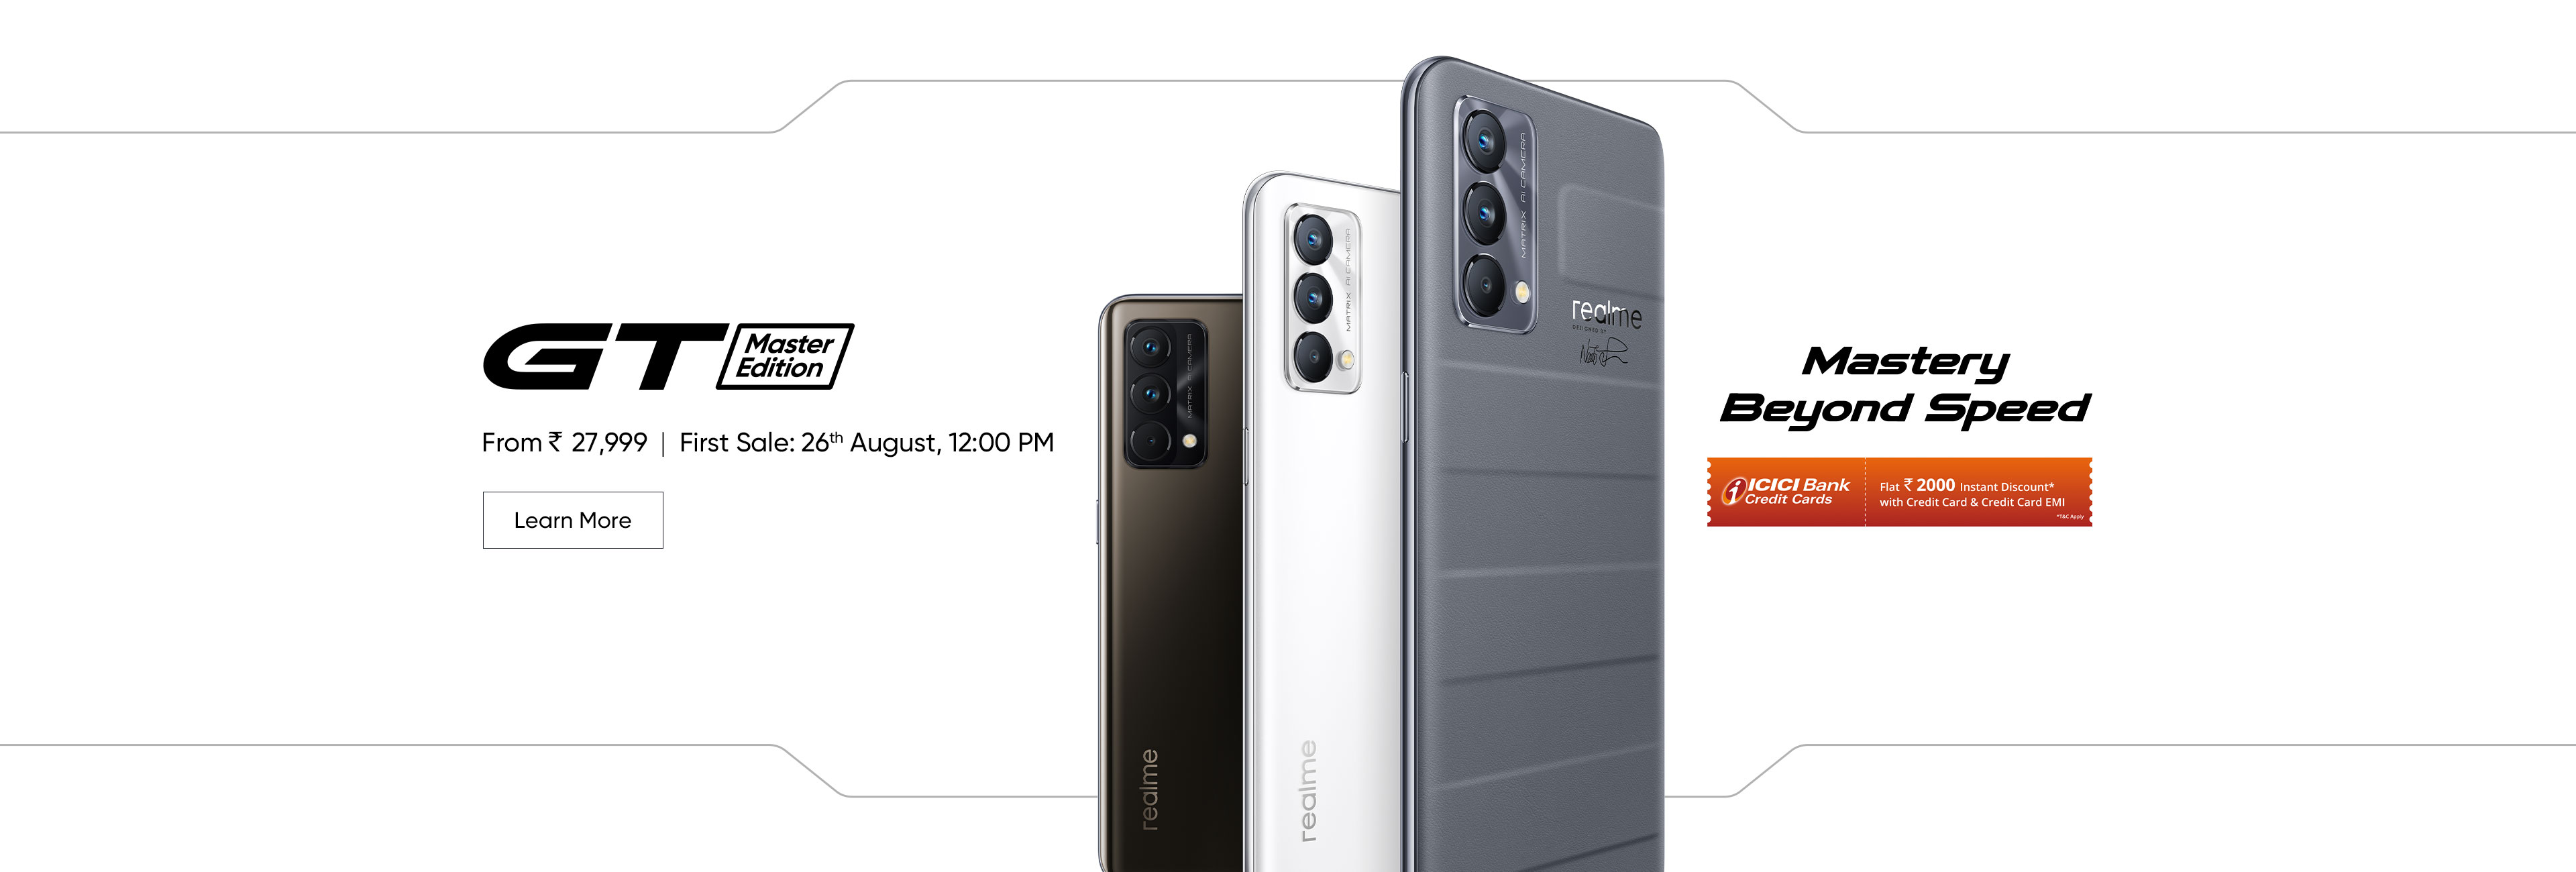 GT Master
Edition
From ₹ 27,999 | First Sale: 26th August, 12:00 PM
Learn More
MATRIX AI CAMERA
realme
MATRIX AI CAMERA
realme
MATRIX AI CAMERA
realme
DESIGNED BY
Mastery
Beyond Speed
ICICI Bank
Credit Cards
Flat ₹ 2000 Instant Discount*
with Credit Card & Credit Card EMI
*T&C Apply